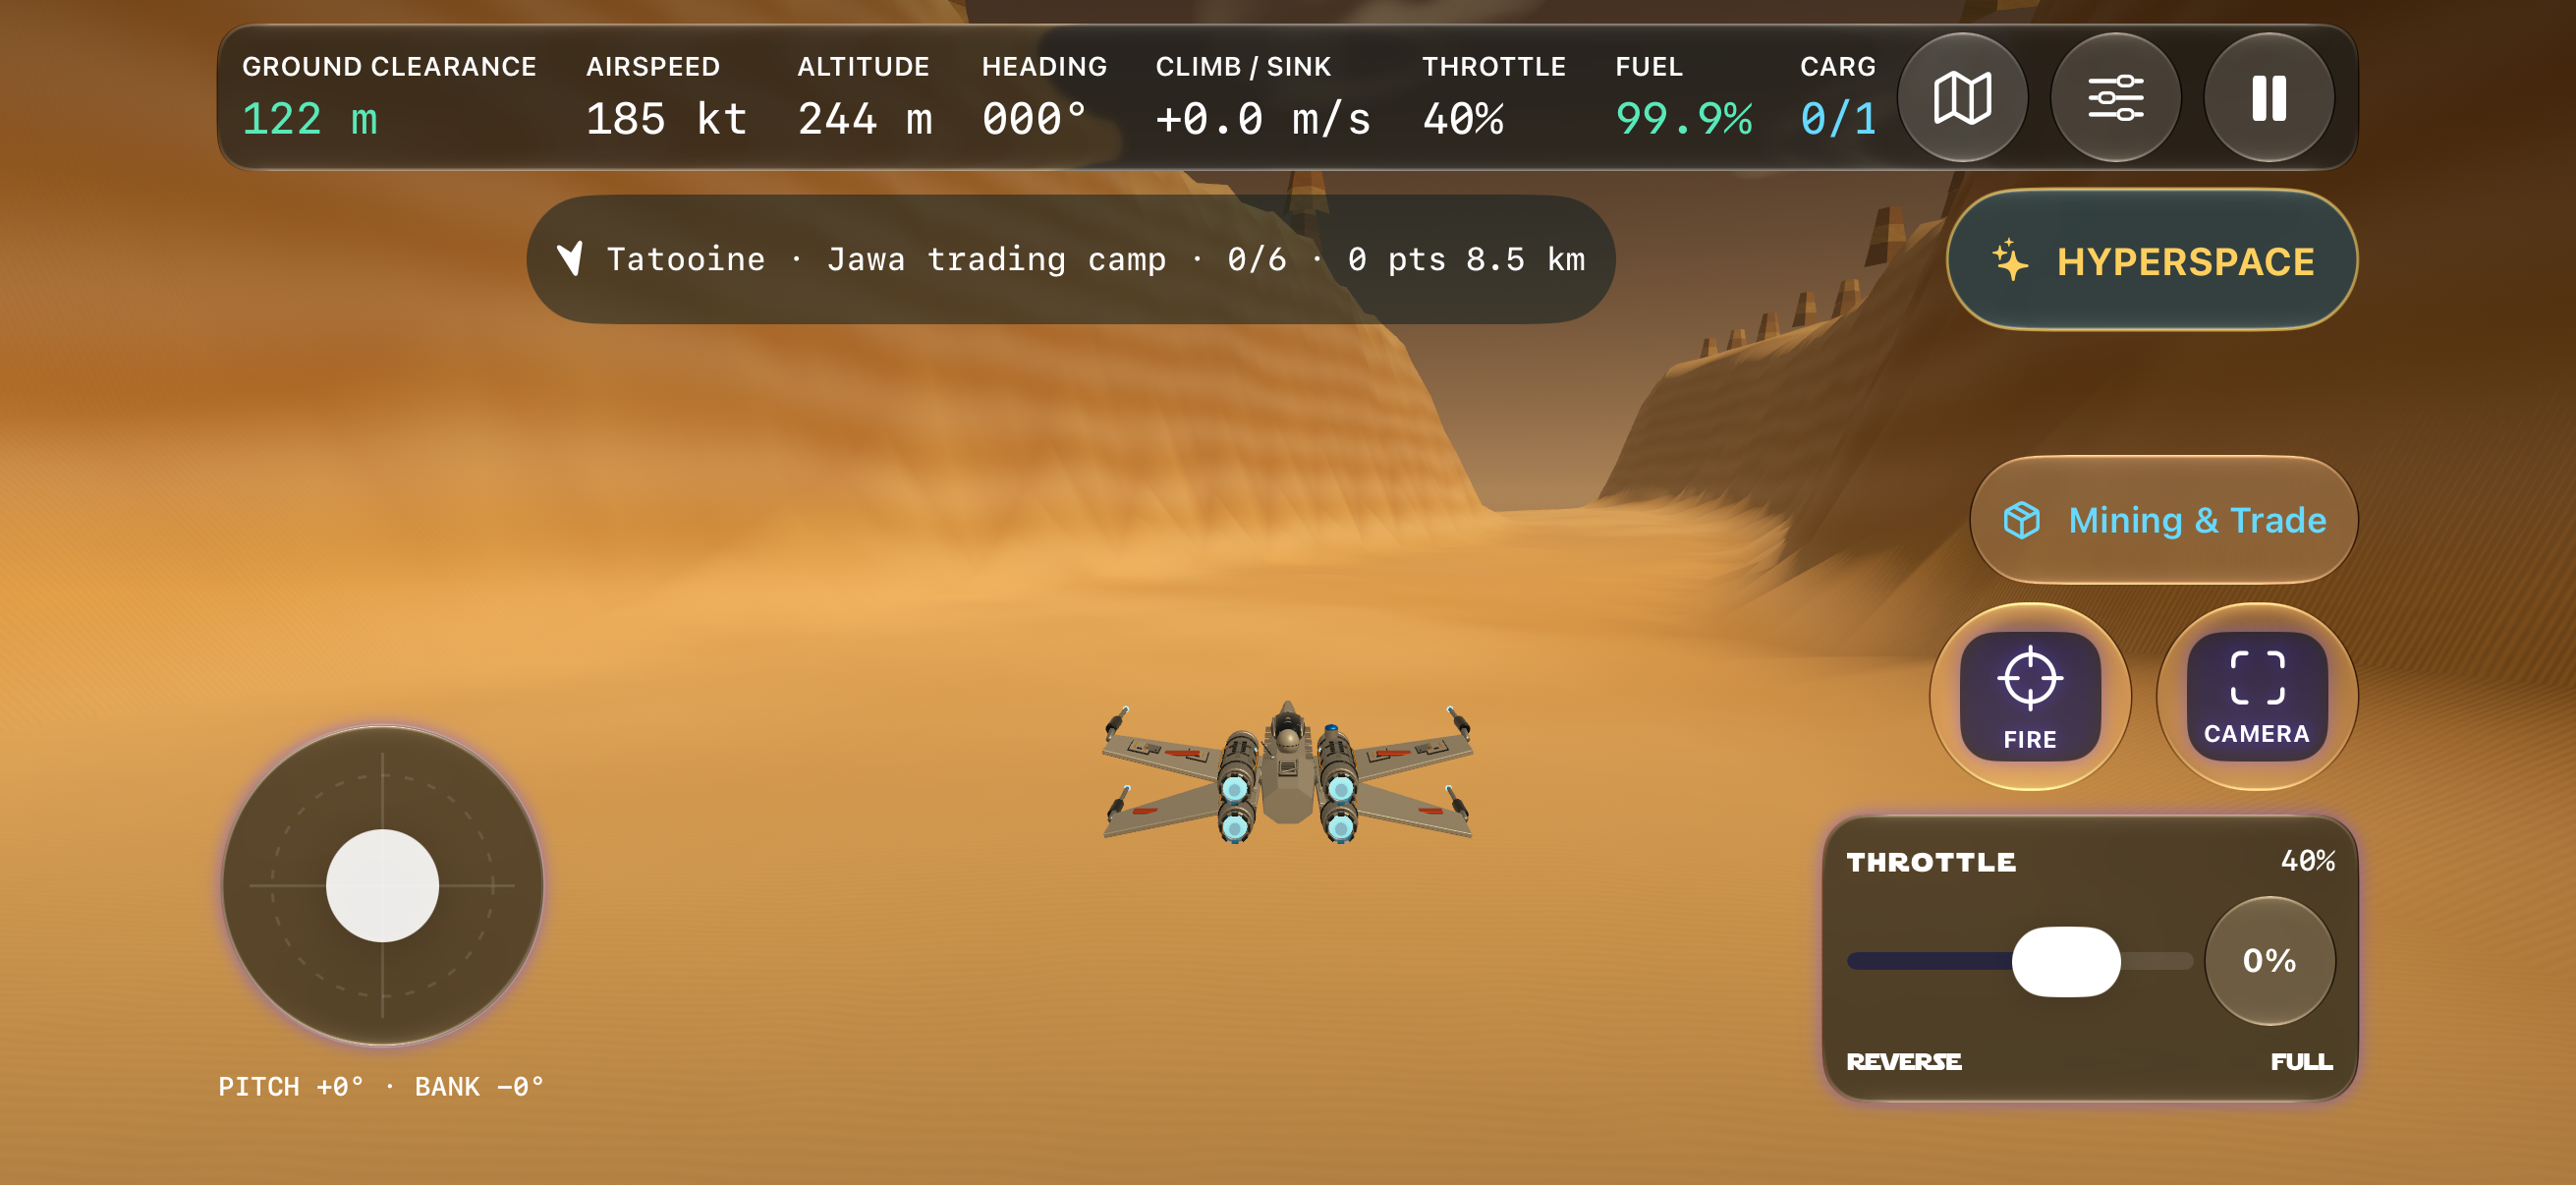 GROUND CLEARANCE AIRSPEED ALTITUDE HEADING CLIMB / SINK THROTTLE FUEL CARG
122 m 185 kt 244 m 000° +0.0 m/s 40% 99.9% 0/1
Tatooine · Jawa trading camp · 0/6 · 0 pts 8.5 km
HYPERSPACE
Mining & Trade
FIRE
CAMERA
THROTTLE 40%
0%
REVERSE FULL
PITCH +0° · BANK −0°